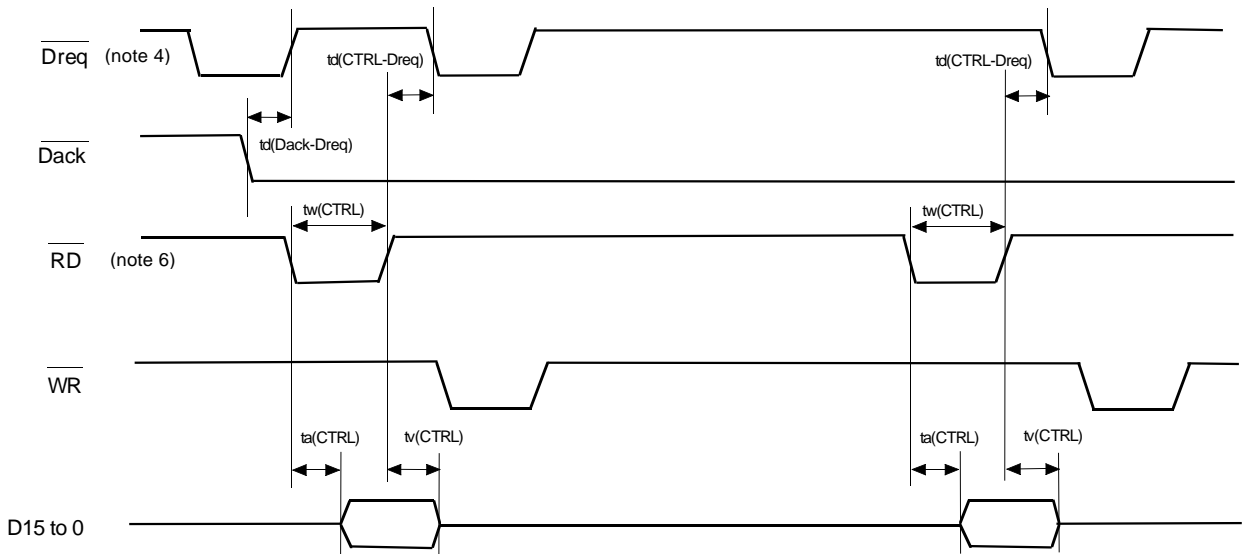 Dreq (note 4)
td(CTRL-Dreq)
td(CTRL-Dreq)
td(Dack-Dreq)
Dack
tw(CTRL)
tw(CTRL)
RD (note 6)
WR
ta(CTRL)
tv(CTRL)
ta(CTRL)
tv(CTRL)
D15 to 0